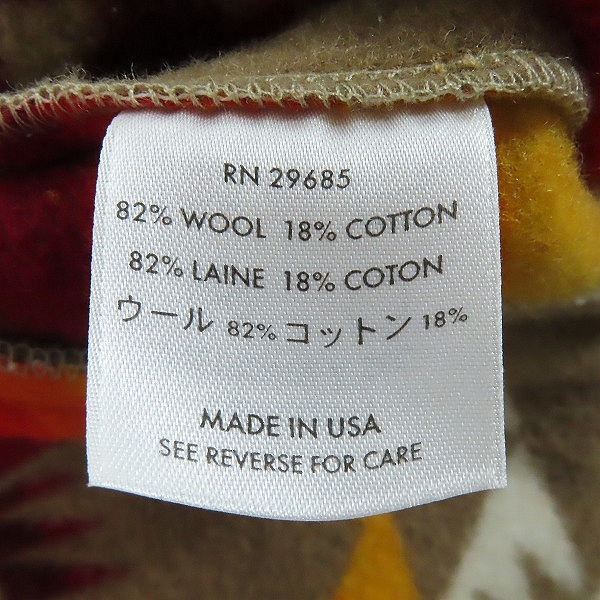 RN 29685
82% WOOL 18% COTTON
82% LAINE 18% COTON
ウール 82% コットン 18%
MADE IN USA
SEE REVERSE FOR CARE